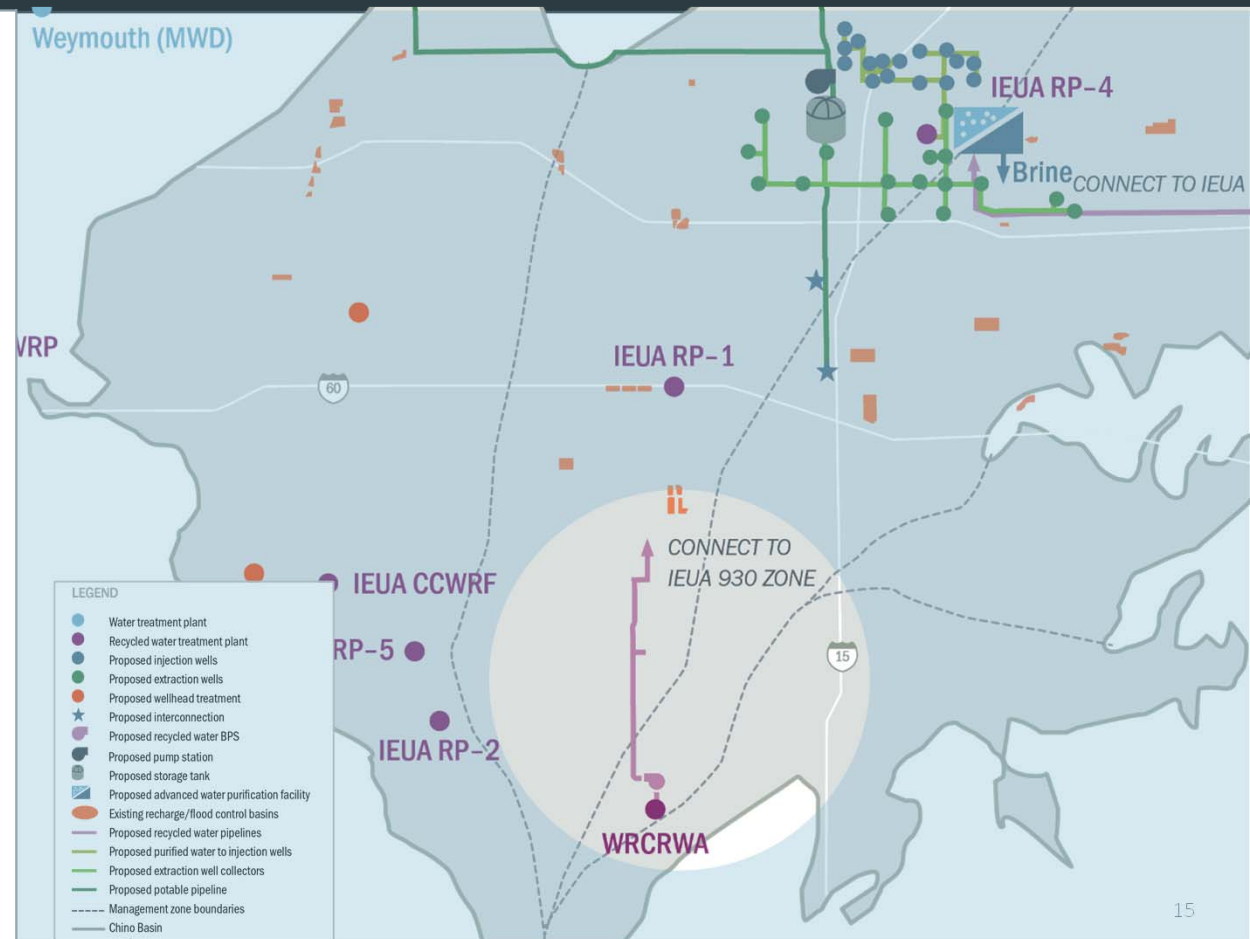 Weymouth (MWD)
IEUA RP-4
Brine
CONNECT TO IEUA
WRP
IEUA RP-1
60
CONNECT TO
IEUA 930 ZONE
IEUA CCWRF
RP-5
15
IEUA RP-2
WRCRWA
LEGEND
Water treatment plant
Recycled water treatment plant
Proposed injection wells
Proposed extraction wells
Proposed wellhead treatment
Proposed interconnection
Proposed recycled water BPS
Proposed pump station
Proposed storage tank
Proposed advanced water purification facility
Existing recharge/flood control basins
Proposed recycled water pipelines
Proposed purified water to injection wells
Proposed extraction well collectors
Proposed potable pipeline
Management zone boundaries
Chino Basin
15